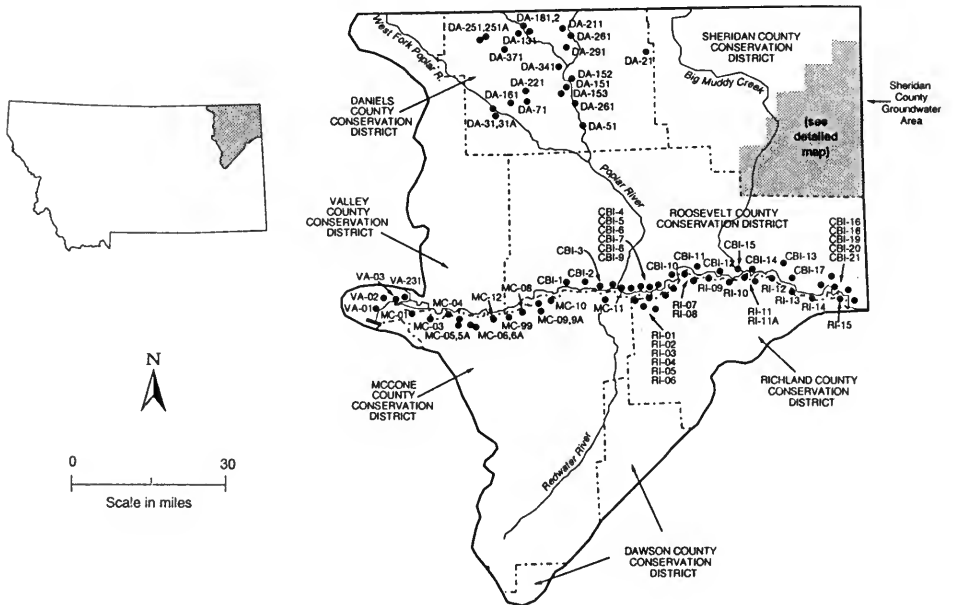 West Fork Poplar R.
DA-251,251A
DA-181,2
DA-131
DA-371
DA-211
DA-261
DA-291
DA-341
DA-21
DA-221
DA-161
DA-71
DA-31,31A
DA-152
DA-151
DA-153
DA-261
DA-51
DANIELS
COUNTY
CONSERVATION
DISTRICT
SHERIDAN COUNTY
CONSERVATION
DISTRICT
Big Muddy Creek
(see
detailed
map)
Sheridan
County
Groundwater
Area
Poplar River
VALLEY
COUNTY
CONSERVATION
DISTRICT
ROOSEVELT COUNTY
CONSERVATION
DISTRICT
CBI-4
CBI-5
CBI-6
CBI-7
CBI-8
CBI-9
CBI-16
CBI-18
CBI-19
CBI-20
CBI-21
CBI-1
CBI-2
CBI-3
CBI-10
CBI-11
CBI-12
CBI-15
CBI-14
CBI-13
CBI-17
VA-03
VA-231
VA-02
VA-01
MC-01
MC-03
MC-04
MC-05,5A
MC-06,6A
MC-12
MC-99
MC-08
MC-09,9A
MC-10
MC-11
RI-01
RI-02
RI-03
RI-04
RI-05
RI-06
RI-07
RI-08
RI-09
RI-10
RI-11
RI-11A
RI-12
RI-13
RI-14
RI-15
MCCONE
COUNTY
CONSERVATION
DISTRICT
RICHLAND COUNTY
CONSERVATION
DISTRICT
Redwater River
DAWSON COUNTY
CONSERVATION
DISTRICT
N
0 30
Scale in miles